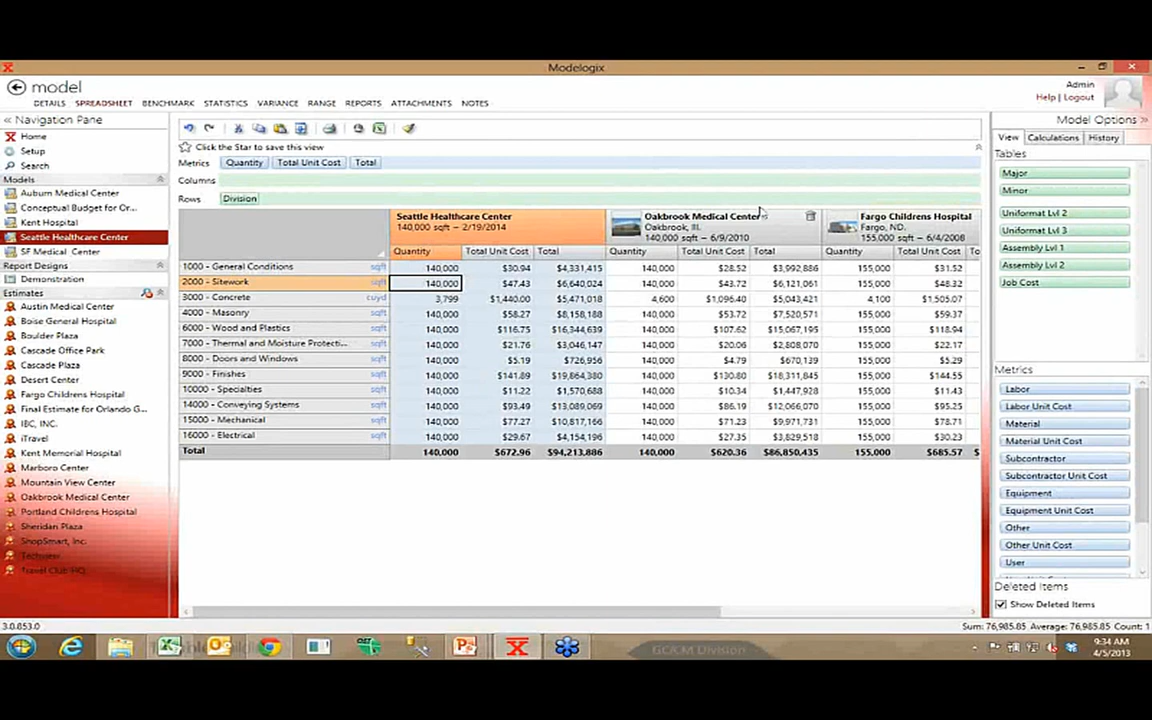 Modelogix
model
Admin
Help | Logout
DETAILS SPREADSHEET BENCHMARK STATISTICS VARIANCE RANGE REPORTS ATTACHMENTS NOTES
« Navigation Pane
Home
Setup
Search
Models
Auburn Medical Center
Conceptual Budget for Or...
Kent Hospital
Seattle Healthcare Center
SF Medical Center
Report Designs
Demonstration
Estimates
Austin Medical Center
Boise General Hospital
Boulder Plaza
Cascade Office Park
Cascade Plaza
Desert Center
Fargo Childrens Hospital
Final Estimate for Orlando G...
IBC, INC.
iTravel
Kent Memorial Hospital
Marboro Center
Mountain View Center
Oakbrook Medical Center
Portland Childrens Hospital
Sheridan Plaza
ShopSmart, Inc.
Techview
Travel Club HQ
Click the Star to save this view
Metrics Quantity Total Unit Cost Total
Columns
Rows Division
Seattle Healthcare Center
140,000 sqft - 2/19/2014
Oakbrook Medical Center
Oakbrook, Ill.
140,000 sqft - 6/9/2010
Fargo Childrens Hospital
Fargo, ND.
155,000 sqft - 6/4/2008
Quantity Total Unit Cost Total Quantity Total Unit Cost Total Quantity Total Unit Cost To
1000 - General Conditions sqft 140,000 $30.94 $4,331,415 140,000 $28.52 $3,992,886 155,000 $31.52
2000 - Sitework sqft 140,000 $47.43 $6,640,024 140,000 $43.72 $6,121,061 155,000 $48.32
3000 - Concrete cuyd 3,799 $1,440.00 $5,471,018 4,600 $1,096.40 $5,043,421 4,100 $1,505.07
4000 - Masonry sqft 140,000 $58.27 $8,158,188 140,000 $53.72 $7,520,571 155,000 $59.37
6000 - Wood and Plastics sqft 140,000 $116.75 $16,344,639 140,000 $107.62 $15,067,195 155,000 $118.94
7000 - Thermal and Moisture Protecti... sqft 140,000 $21.76 $3,046,147 140,000 $20.06 $2,808,070 155,000 $22.17
8000 - Doors and Windows sqft 140,000 $5.19 $726,956 140,000 $4.79 $670,139 155,000 $5.29
9000 - Finishes sqft 140,000 $141.89 $19,864,380 140,000 $130.80 $18,311,845 155,000 $144.55
10000 - Specialties sqft 140,000 $11.22 $1,570,688 140,000 $10.34 $1,447,928 155,000 $11.43
14000 - Conveying Systems sqft 140,000 $93.49 $13,089,069 140,000 $86.19 $12,066,070 155,000 $95.25
15000 - Mechanical sqft 140,000 $77.27 $10,817,166 140,000 $71.23 $9,971,731 155,000 $78.71
16000 - Electrical sqft 140,000 $29.67 $4,154,196 140,000 $27.35 $3,829,518 155,000 $30.23
Total 140,000 $672.96 $94,213,886 140,000 $620.36 $86,850,435 155,000 $685.57 $
Model Options »
View Calculations History
Tables
Major
Minor
Uniformat Lvl 2
Uniformat Lvl 3
Assembly Lvl 1
Assembly Lvl 2
Job Cost
Metrics
Labor
Labor Unit Cost
Material
Material Unit Cost
Subcontractor
Subcontractor Unit Cost
Equipment
Equipment Unit Cost
Other
Other Unit Cost
User
Deleted Items
Show Deleted Items
3.0.853.0
Sum: 76,985.85 Average: 76,985.85 Count: 1
GC/CM Division
9:34 AM
4/5/2013